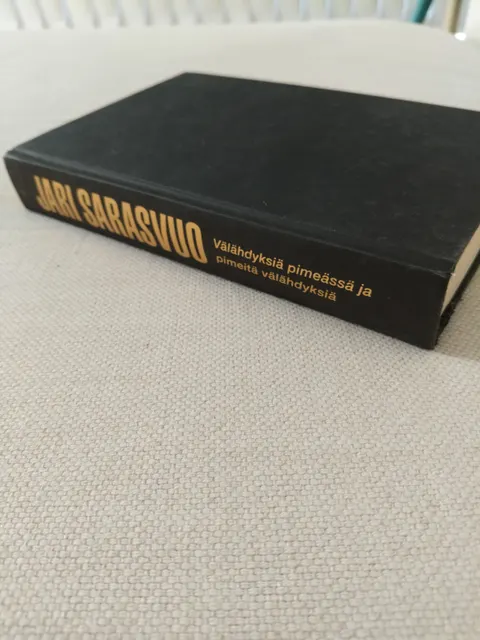 JARI SARASVUO
Välähdyksiä pimeässä ja
pimeitä välähdyksiä